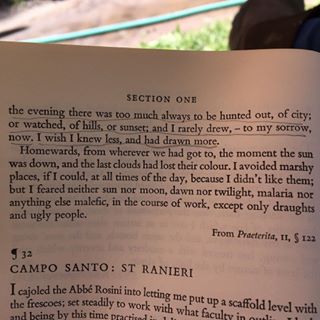 SECTION ONE
the evening there was too much always to be hunted out, of city;
or watched, of hills, or sunset; and I rarely drew, – to my sorrow,
now. I wish I knew less, and had drawn more.
Homewards, from wherever we had got to, the moment the sun
was down, and the last clouds had lost their colour. I avoided marshy
places, if I could, at all times of the day, because I didn't like them;
but I feared neither sun nor moon, dawn nor twilight, malaria nor
anything else malefic, in the course of work, except only draughts
and ugly people.
From Praeterita, II, § 122
¶ 32
CAMPO SANTO: ST RANIERI
I cajoled the Abbé Rosini into letting me put up a scaffold level with
the frescoes; set steadily to work with what faculty in outline I had
and being by this time practised in